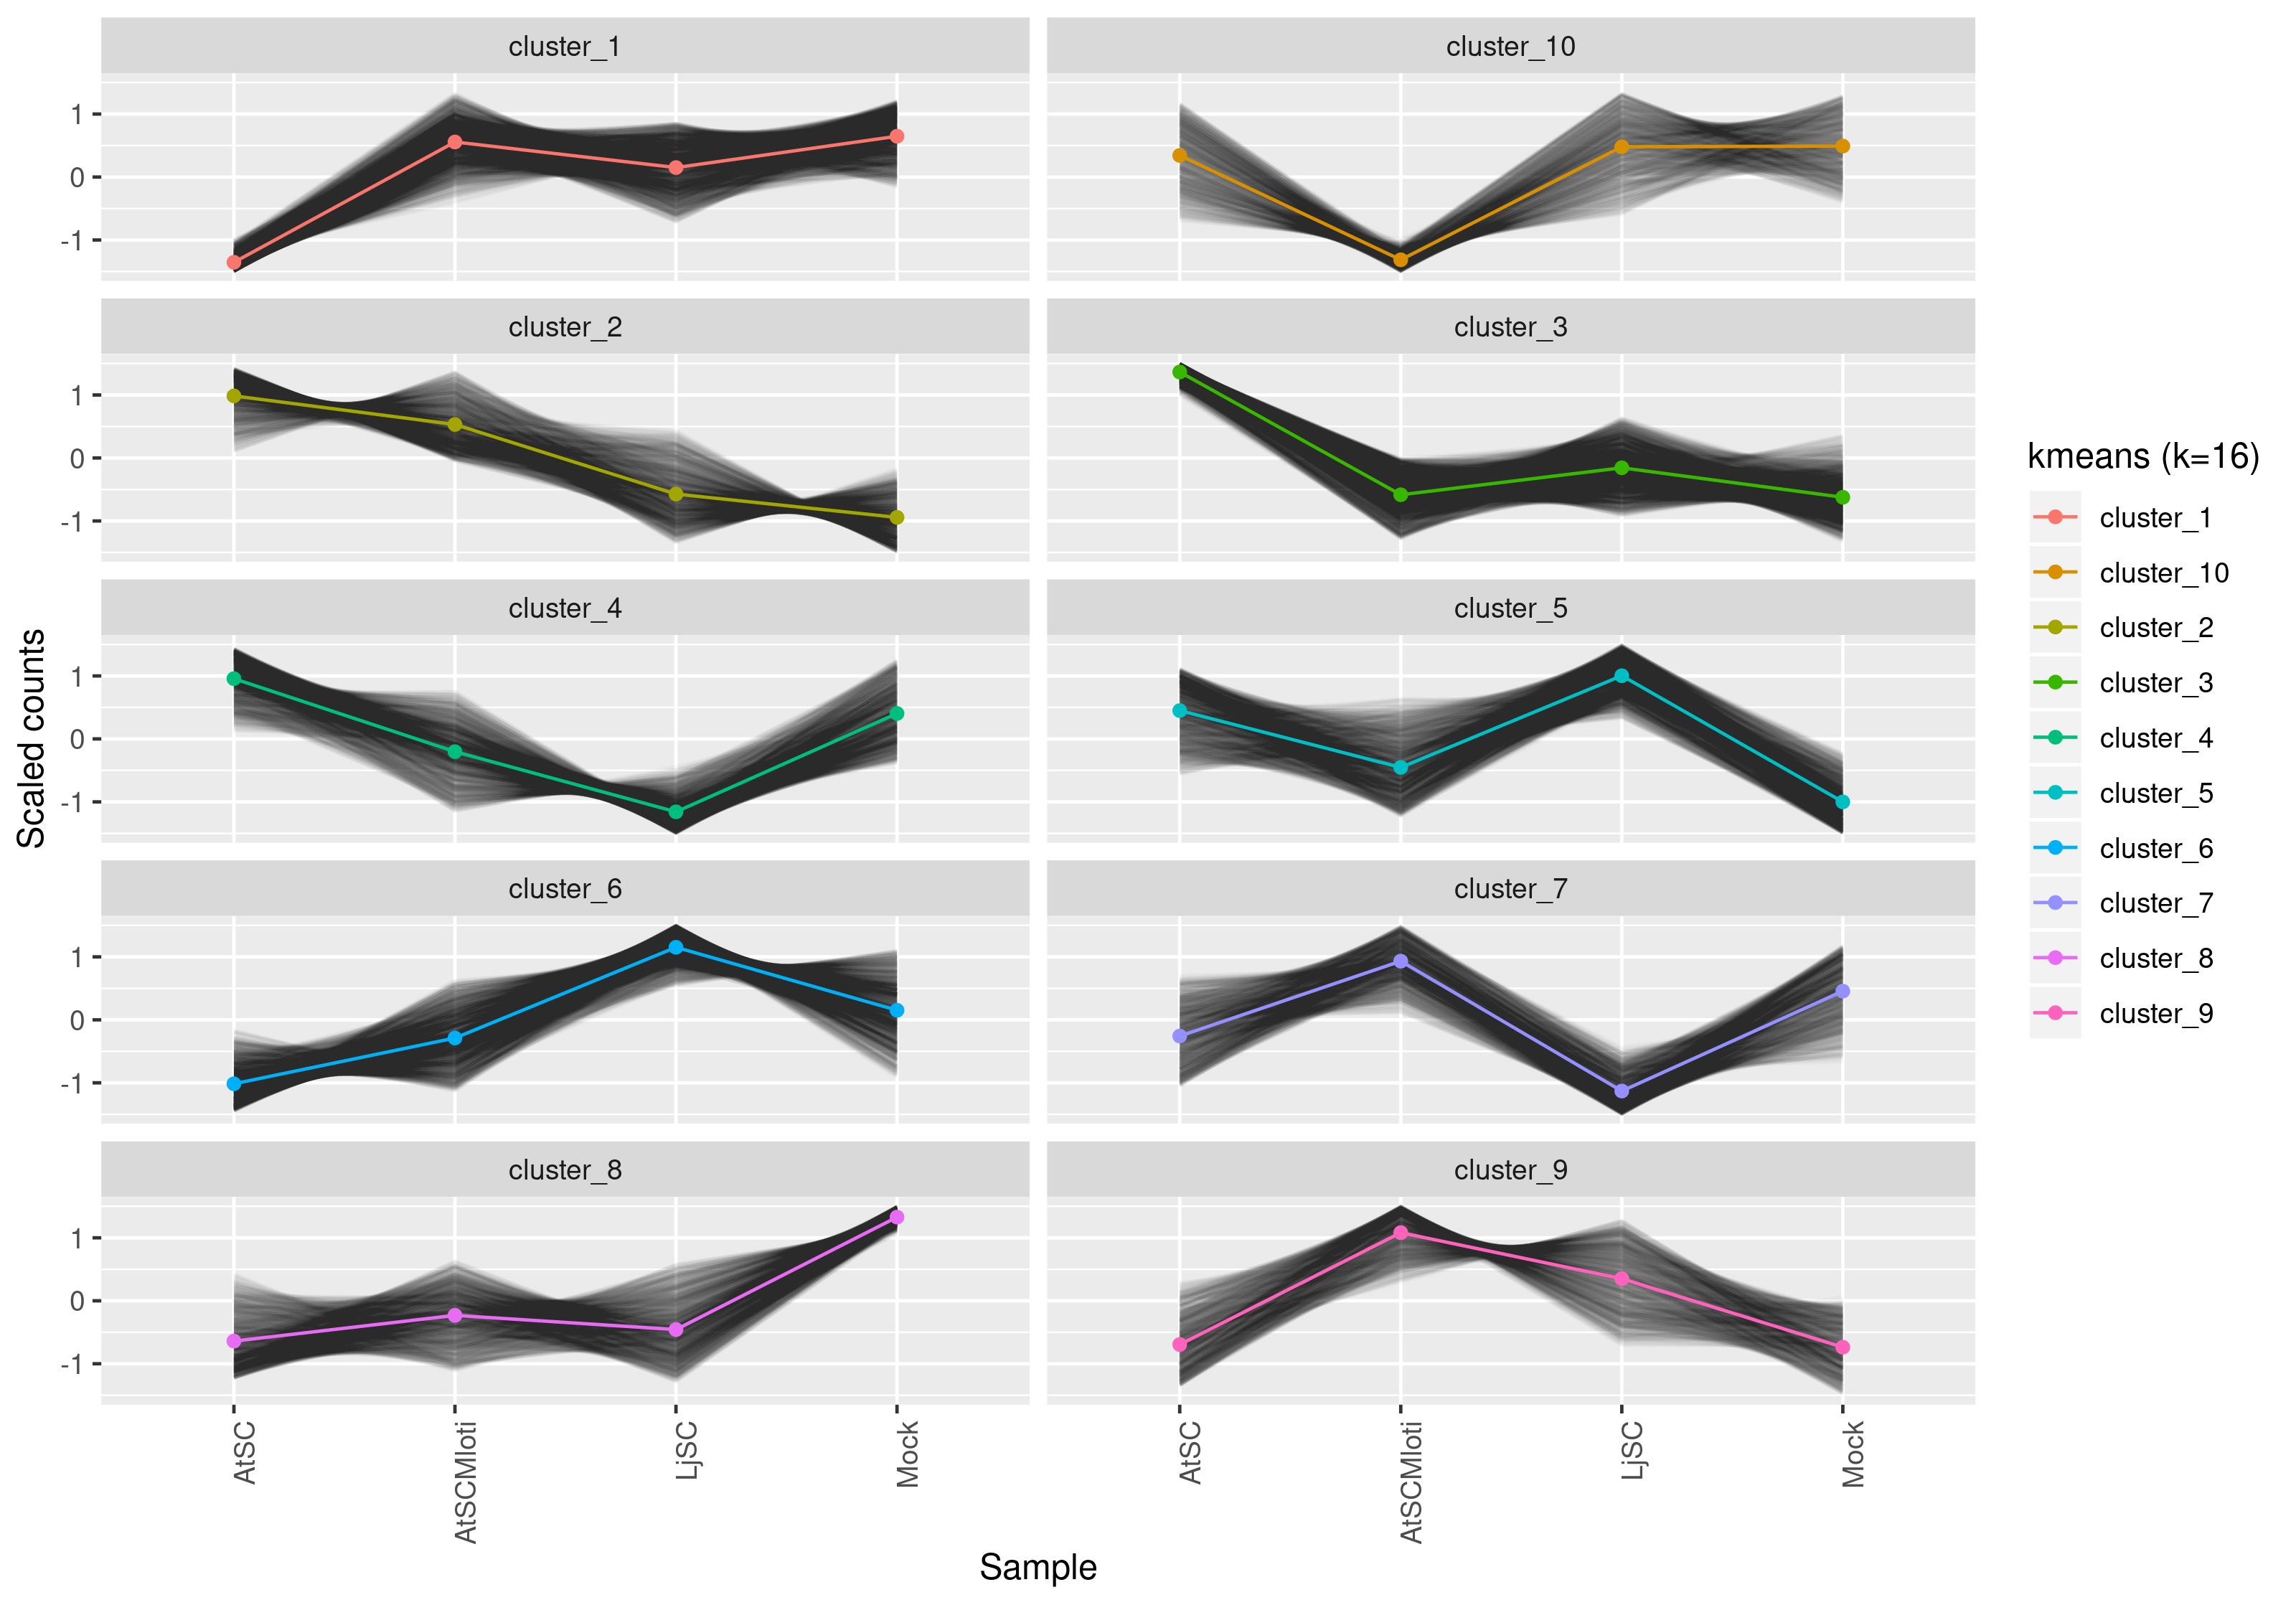 cluster_1
cluster_10
1
0
-1
cluster_2
cluster_3
1
0
-1
cluster_4
cluster_5
1
0
-1
cluster_6
cluster_7
1
0
-1
cluster_8
cluster_9
1
0
-1
AtSC
AtSCMloti
LjSC
Mock
AtSC
AtSCMloti
LjSC
Mock
Sample
Scaled counts
kmeans (k=16)
cluster_1
cluster_10
cluster_2
cluster_3
cluster_4
cluster_5
cluster_6
cluster_7
cluster_8
cluster_9